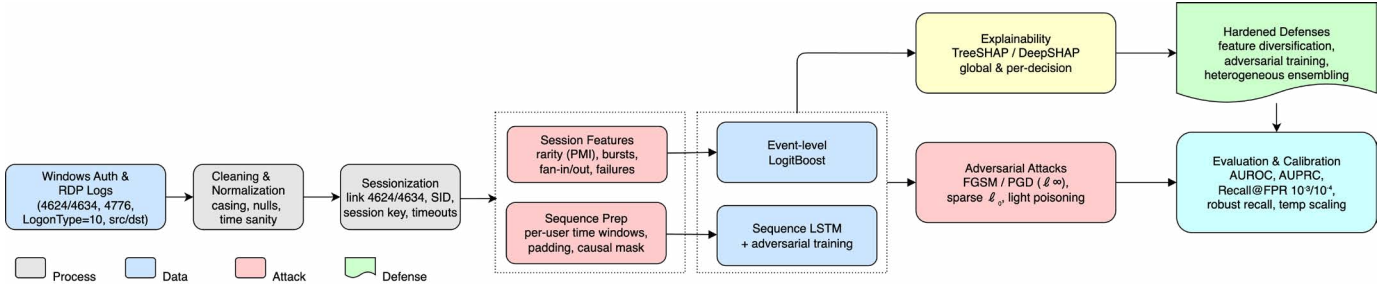 Windows Auth &
RDP Logs
(4624/4634, 4776,
LogonType=10, src/dst)
Cleaning &
Normalization
casing, nulls,
time sanity
Sessionization
link 4624/4634, SID,
session key, timeouts
Session Features
rarity (PMI), bursts,
fan-in/out, failures
Sequence Prep
per-user time windows,
padding, causal mask
Event-level
LogitBoost
Sequence LSTM
+ adversarial training
Explainability
TreeSHAP / DeepSHAP
global & per-decision
Adversarial Attacks
FGSM / PGD (ℓ∞),
sparse ℓ₀, light poisoning
Hardened Defenses
feature diversification,
adversarial training,
heterogeneous ensembling
Evaluation & Calibration
AUROC, AUPRC,
Recall@FPR 10⁻³/10⁻⁴,
robust recall, temp scaling
Process
Data
Attack
Defense